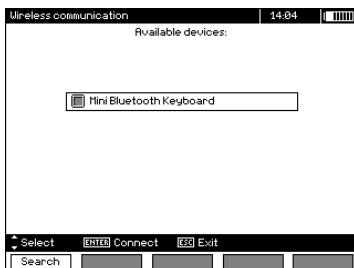 Wireless communication 14:04
Available devices:
Mini Bluetooth Keyboard
Select ENTER Connect ESC Exit
Search